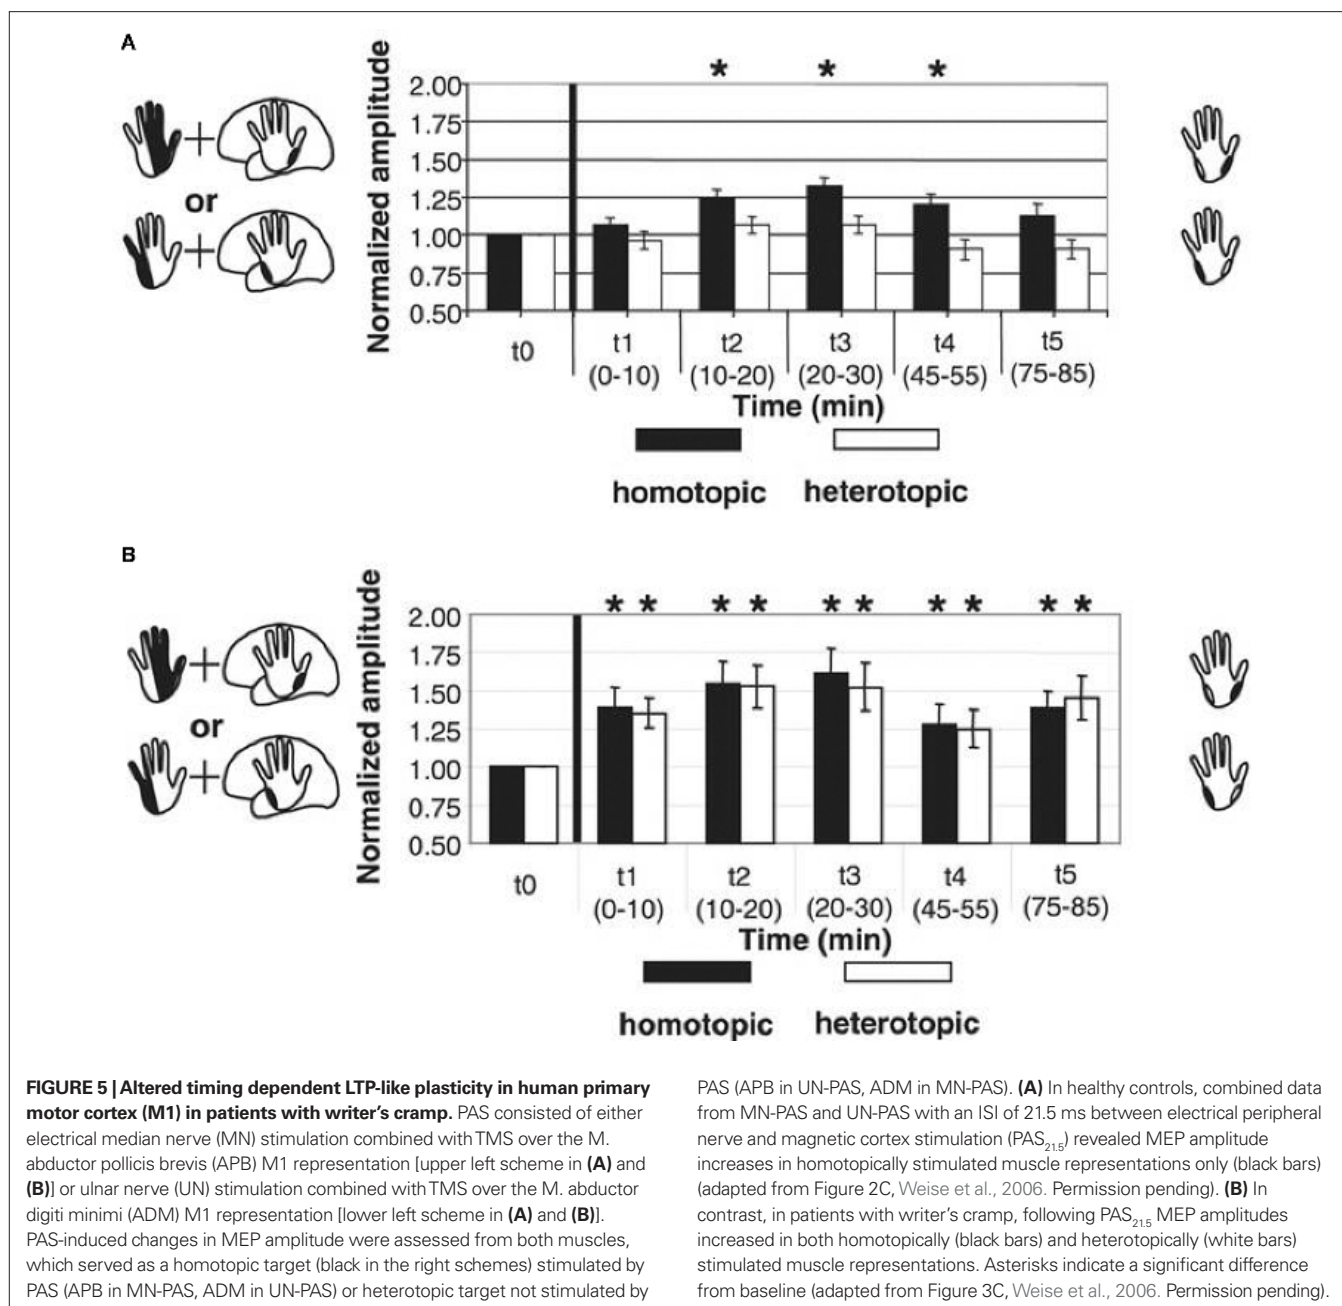 A
* * *
Normalized amplitude
2.00
1.75
1.50
1.25
1.00
0.75
0.50
+
or
+
t0 t1 t2 t3 t4 t5
(0-10) (10-20) (20-30) (45-55) (75-85)
Time (min)
homotopic heterotopic
B
* * * * * * * * * *
Normalized amplitude
2.00
1.75
1.50
1.25
1.00
0.75
0.50
+
or
+
t0 t1 t2 t3 t4 t5
(0-10) (10-20) (20-30) (45-55) (75-85)
Time (min)
homotopic heterotopic
FIGURE 5 | Altered timing dependent LTP-like plasticity in human primary
motor cortex (M1) in patients with writer's cramp. PAS consisted of either
electrical median nerve (MN) stimulation combined with TMS over the M.
abductor pollicis brevis (APB) M1 representation [upper left scheme in (A) and
(B)] or ulnar nerve (UN) stimulation combined with TMS over the M. abductor
digiti minimi (ADM) M1 representation [lower left scheme in (A) and (B)].
PAS-induced changes in MEP amplitude were assessed from both muscles,
which served as a homotopic target (black in the right schemes) stimulated by
PAS (APB in MN-PAS, ADM in UN-PAS) or heterotopic target not stimulated by
PAS (APB in UN-PAS, ADM in MN-PAS). (A) In healthy controls, combined data
from MN-PAS and UN-PAS with an ISI of 21.5 ms between electrical peripheral
nerve and magnetic cortex stimulation (PAS21.5) revealed MEP amplitude
increases in homotopically stimulated muscle representations only (black bars)
(adapted from Figure 2C, Weise et al., 2006. Permission pending). (B) In
contrast, in patients with writer's cramp, following PAS21.5 MEP amplitudes
increased in both homotopically (black bars) and heterotopically (white bars)
stimulated muscle representations. Asterisks indicate a significant difference
from baseline (adapted from Figure 3C, Weise et al., 2006. Permission pending).